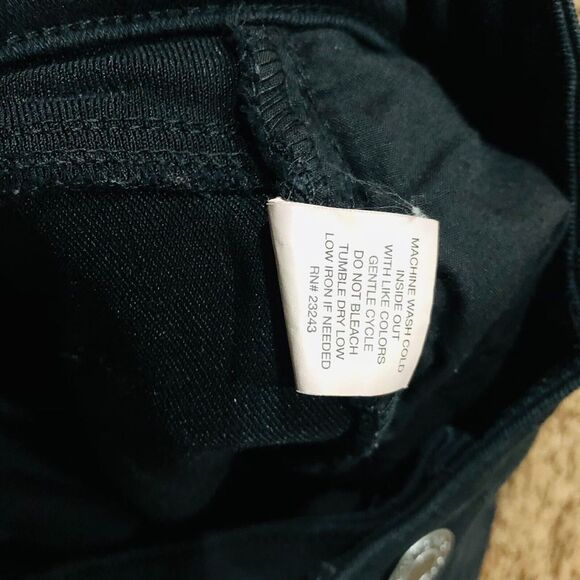 MACHINE WASH COLD
INSIDE OUT
WITH LIKE COLORS
GENTLE CYCLE
DO NOT BLEACH
TUMBLE DRY LOW
LOW IRON IF NEEDED
RN# 23243